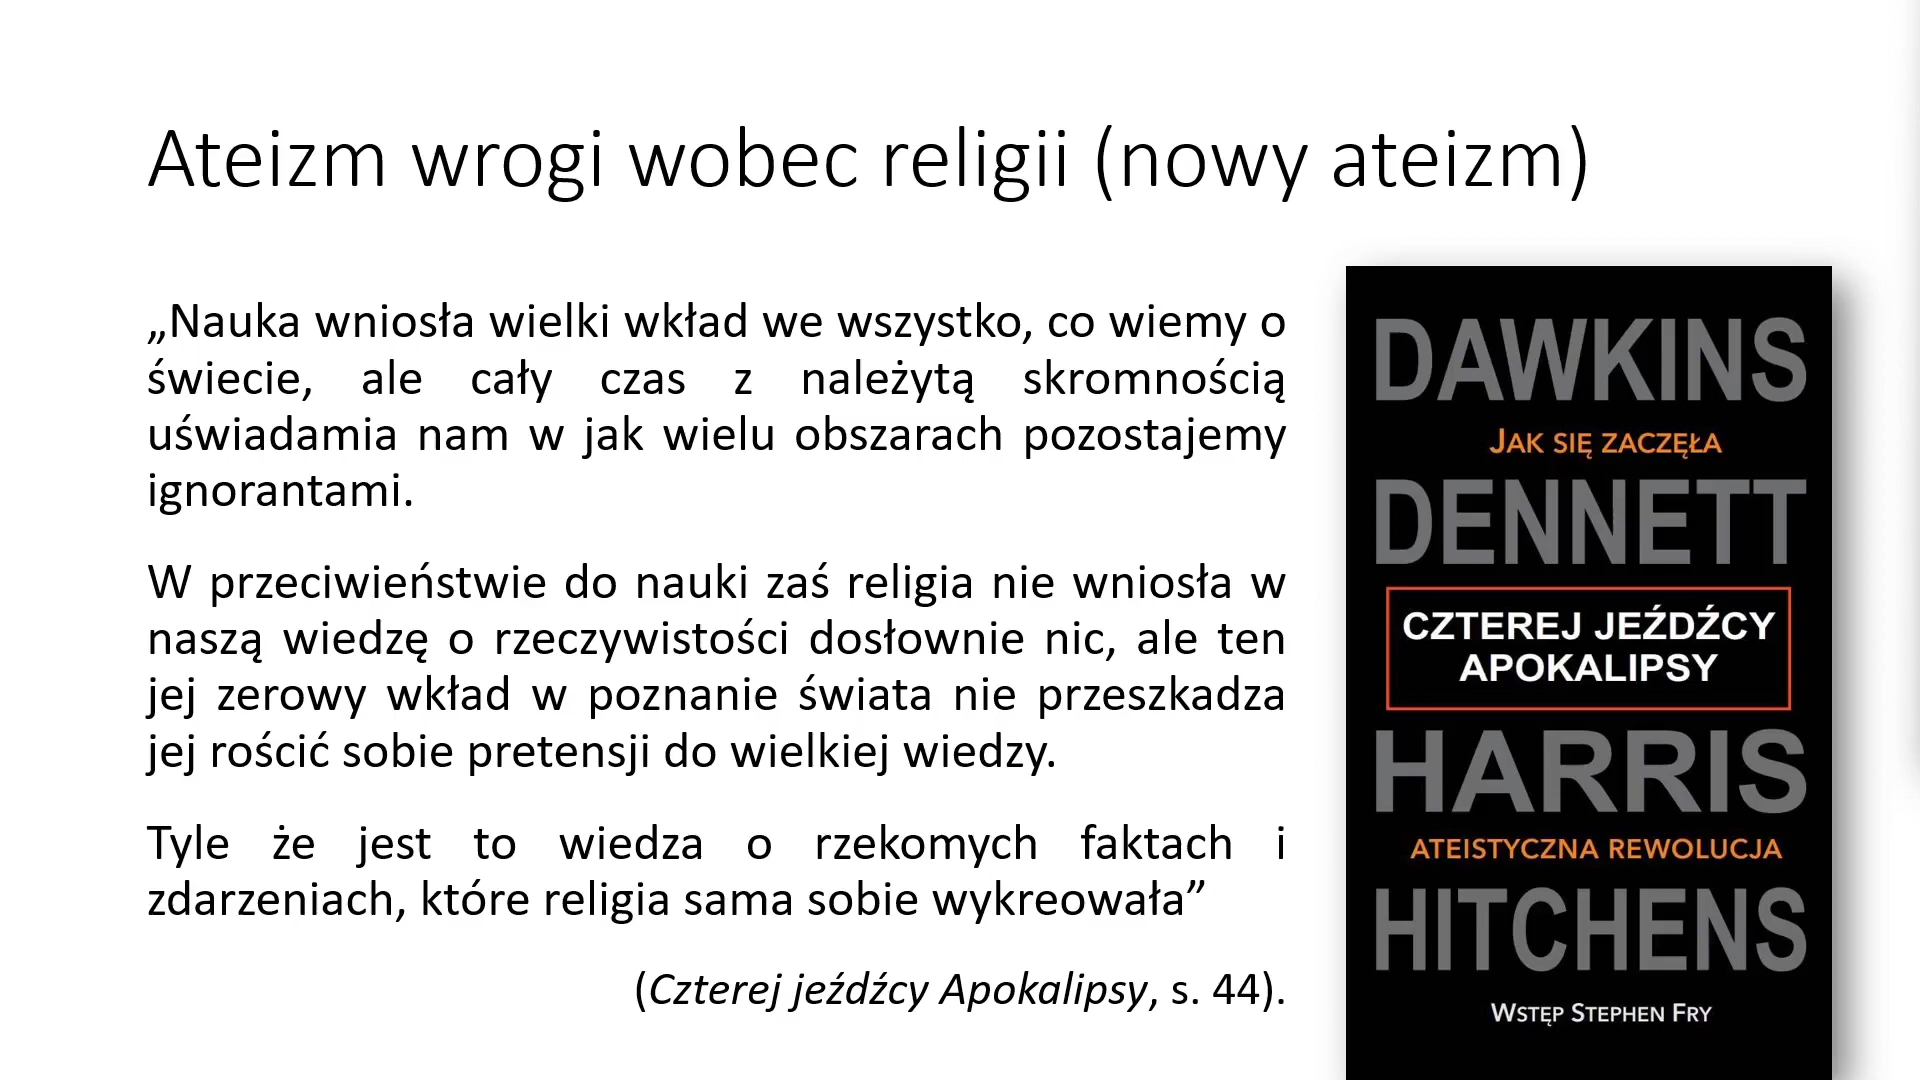 Ateizm wrogi wobec religii (nowy ateizm)
„Nauka wniosła wielki wkład we wszystko, co wiemy o
świecie, ale cały czas z należytą skromnością
uświadamia nam w jak wielu obszarach pozostajemy
ignorantami.
W przeciwieństwie do nauki zaś religia nie wniosła w
naszą wiedzę o rzeczywistości dosłownie nic, ale ten
jej zerowy wkład w poznanie świata nie przeszkadza
jej rościć sobie pretensji do wielkiej wiedzy.
Tyle że jest to wiedza o rzekomych faktach i
zdarzeniach, które religia sama sobie wykreowała”
(Czterej jeźdźcy Apokalipsy, s. 44).
DAWKINS
JAK SIĘ ZACZĘŁA
DENNETT
CZTEREJ JEŹDŹCY
APOKALIPSY
HARRIS
ATEISTYCZNA REWOLUCJA
HITCHENS
WSTĘP STEPHEN FRY